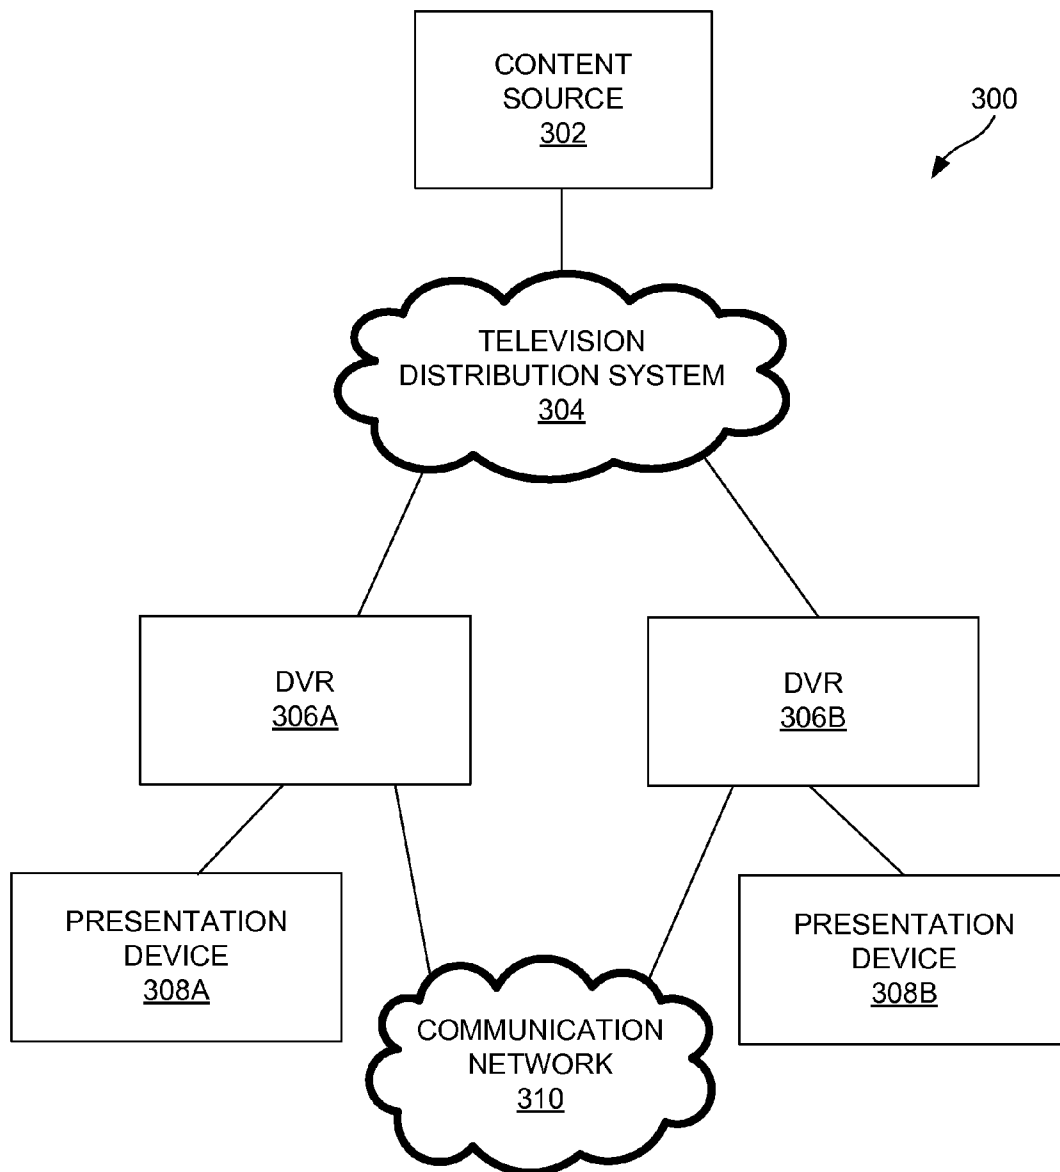 CONTENT
SOURCE
302
300
TELEVISION
DISTRIBUTION SYSTEM
304
DVR
306A
DVR
306B
PRESENTATION
DEVICE
308A
PRESENTATION
DEVICE
308B
COMMUNICATION
NETWORK
310